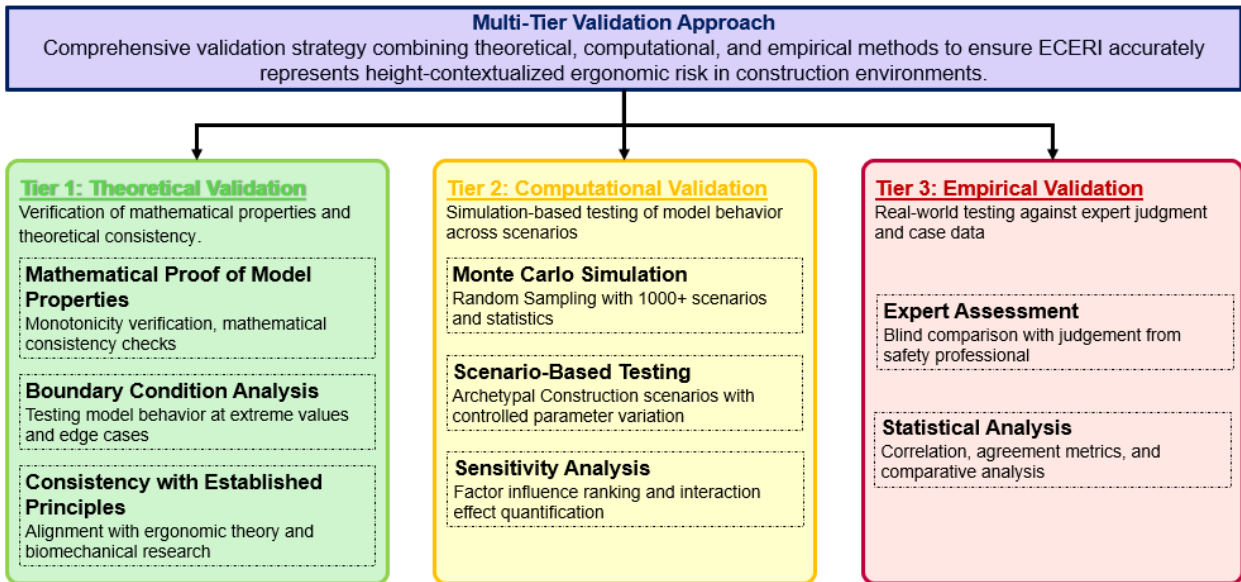 Multi-Tier Validation Approach
Comprehensive validation strategy combining theoretical, computational, and empirical methods to ensure ECERI accurately
represents height-contextualized ergonomic risk in construction environments.
Tier 1: Theoretical Validation
Verification of mathematical properties and
theoretical consistency.
Mathematical Proof of Model
Properties
Monotonicity verification, mathematical
consistency checks
Boundary Condition Analysis
Testing model behavior at extreme values
and edge cases
Consistency with Established
Principles
Alignment with ergonomic theory and
biomechanical research
Tier 2: Computational Validation
Simulation-based testing of model behavior
across scenarios
Monte Carlo Simulation
Random Sampling with 1000+ scenarios
and statistics
Scenario-Based Testing
Archetypal Construction scenarios with
controlled parameter variation
Sensitivity Analysis
Factor influence ranking and interaction
effect quantification
Tier 3: Empirical Validation
Real-world testing against expert judgment
and case data
Expert Assessment
Blind comparison with judgement from
safety professional
Statistical Analysis
Correlation, agreement metrics, and
comparative analysis